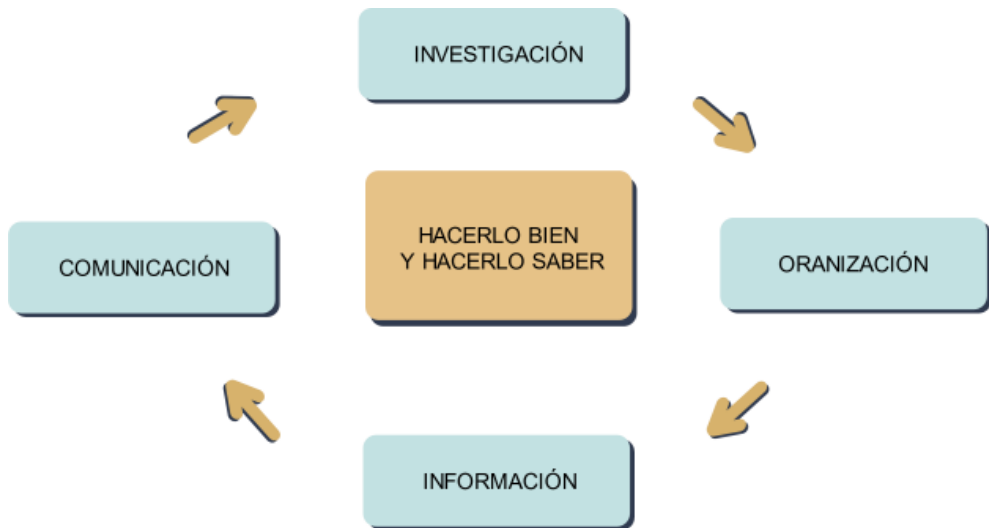 INVESTIGACIÓN
HACERLO BIEN
Y HACERLO SABER
COMUNICACIÓN
ORANIZACIÓN
INFORMACIÓN